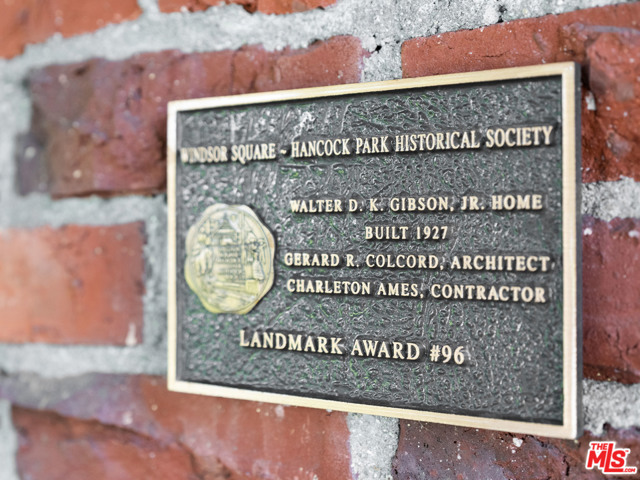 WINDSOR SQUARE - HANCOCK PARK HISTORICAL SOCIETY
WALTER D. K. GIBSON, JR. HOME
BUILT 1927
GERARD R. COLCORD, ARCHITECT
CHARLETON AMES, CONTRACTOR
LANDMARK AWARD #96
THE
MLS.COM